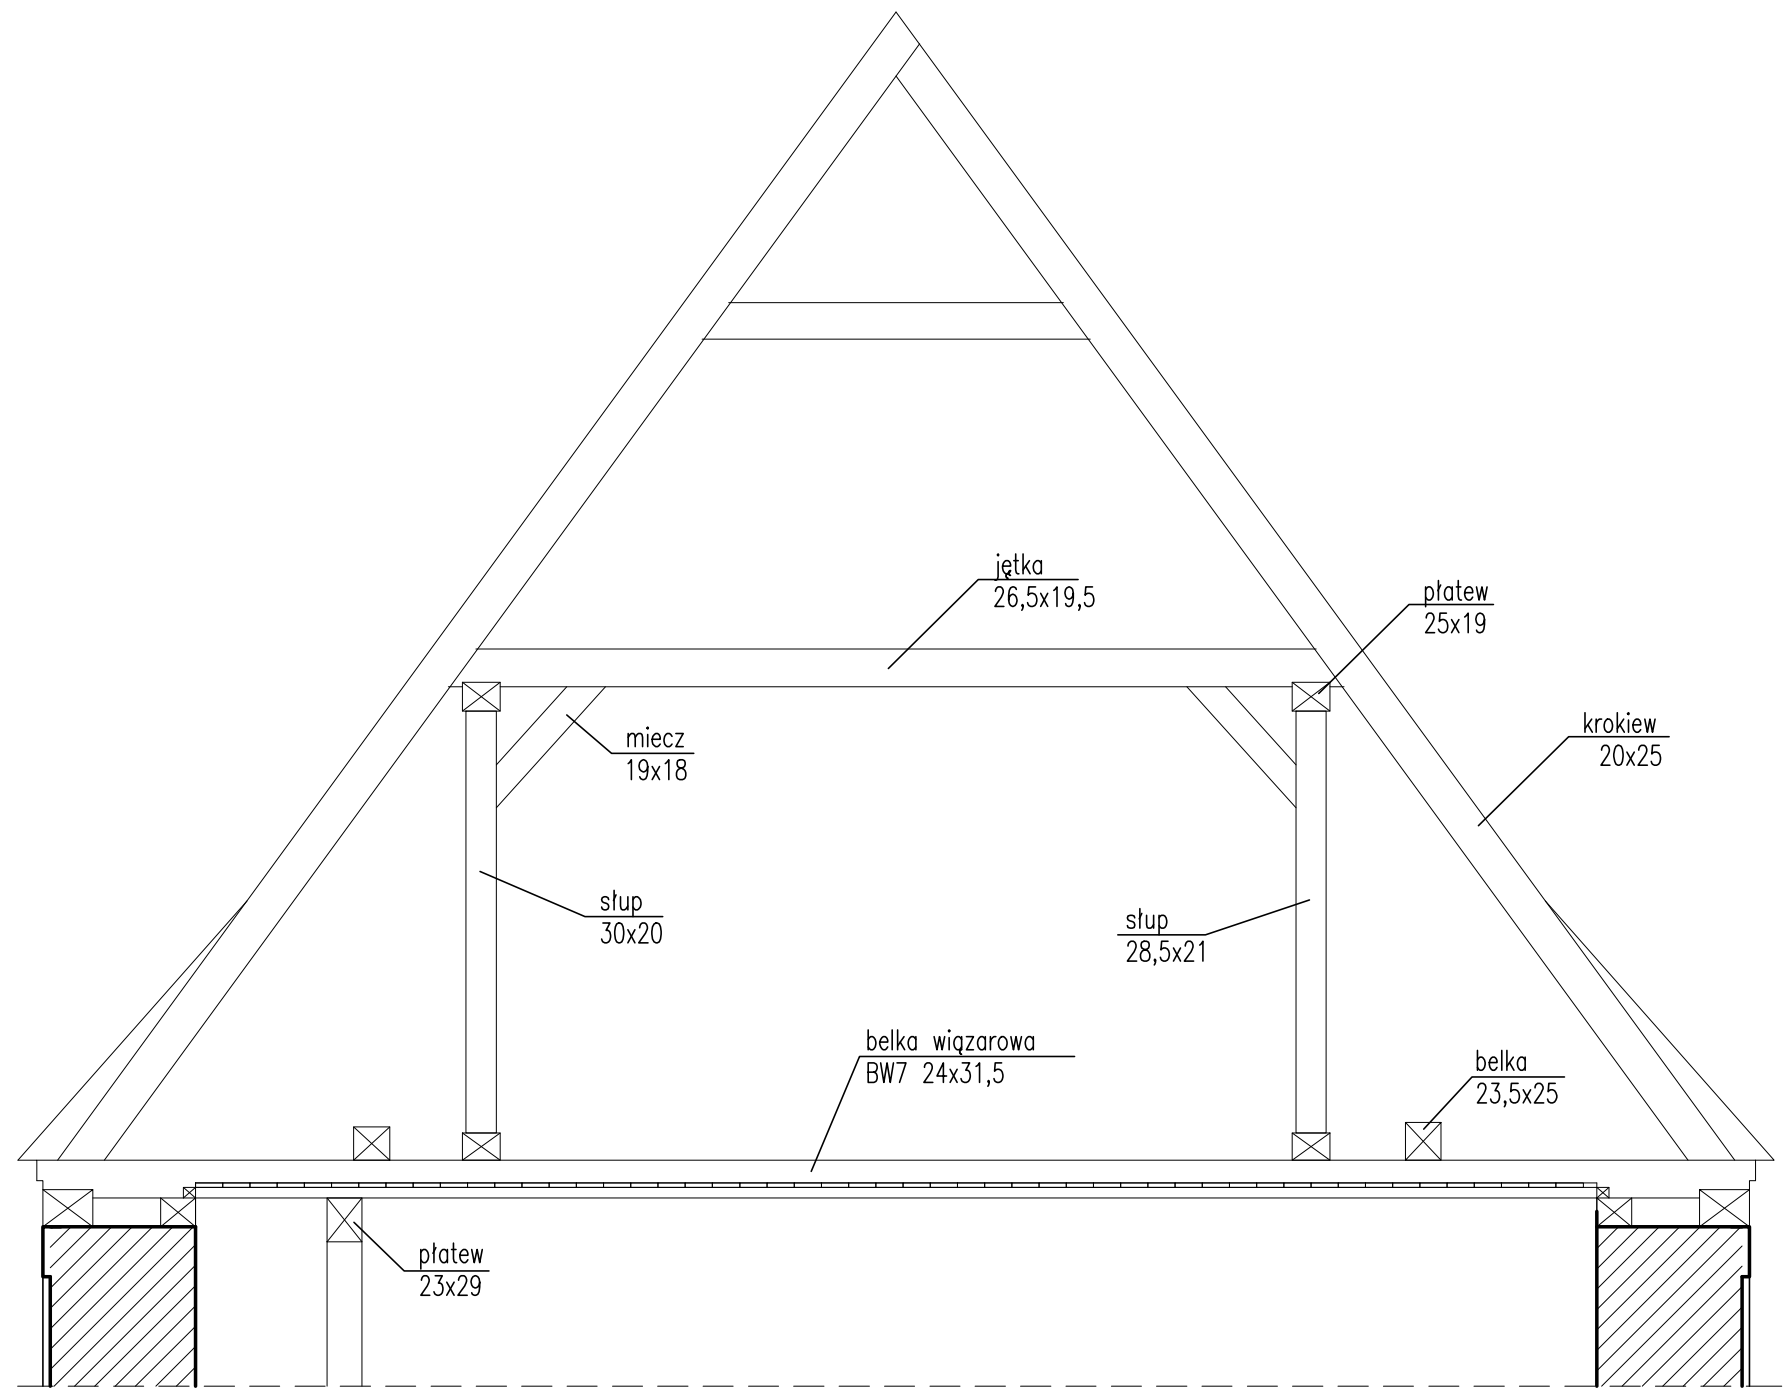 jętka
26,5x19,5
płatew
25x19
krokiew
20x25
miecz
19x18
słup
30x20
słup
28,5x21
belka wiązarowa
BW7 24x31,5
belka
23,5x25
płatew
23x29